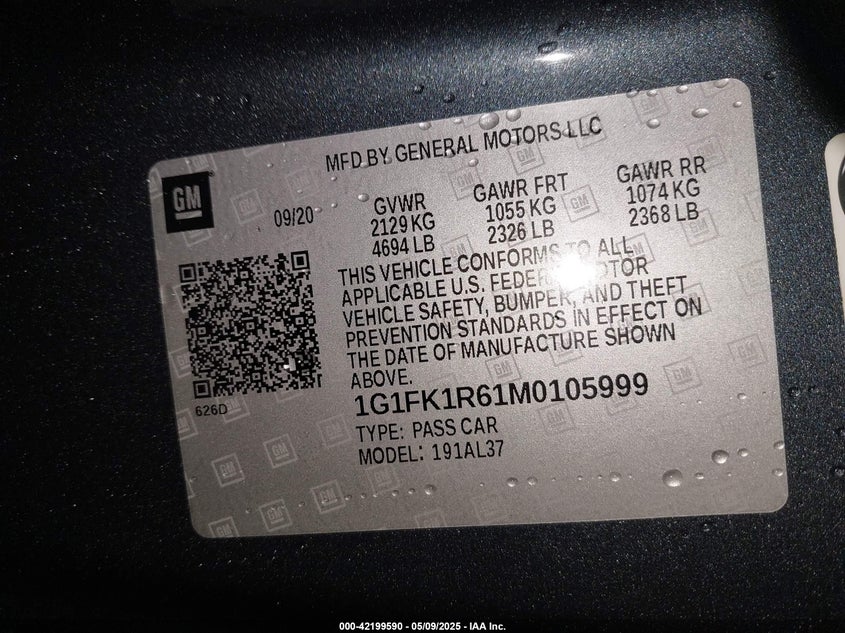 MFD BY GENERAL MOTORS LLC
GM
09/20
GVWR
2129 KG
4694 LB
GAWR FRT
1055 KG
2326 LB
GAWR RR
1074 KG
2368 LB
THIS VEHICLE CONFORMS TO ALL
APPLICABLE U.S. FEDERAL MOTOR
VEHICLE SAFETY, BUMPER, AND THEFT
PREVENTION STANDARDS IN EFFECT ON
THE DATE OF MANUFACTURE SHOWN
ABOVE.
626D
1G1FK1R61M0105999
TYPE: PASS CAR
MODEL: 191AL37
000-42199590 - 05/09/2025 - IAA Inc.